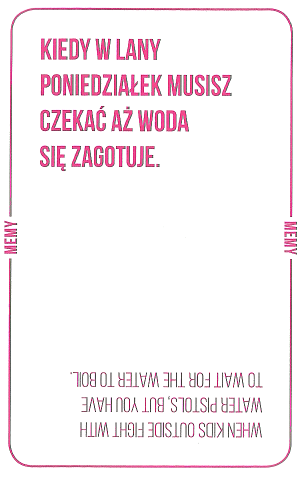 KIEDY W LANY
PONIEDZIAŁEK MUSISZ
CZEKAĆ AŻ WODA
SIĘ ZAGOTUJE.
MEMY
MEMY
WHEN KIDS OUTSIDE FIGHT WITH
WATER PISTOLS, BUT YOU HAVE
TO WAIT FOR THE WATER TO BOIL.